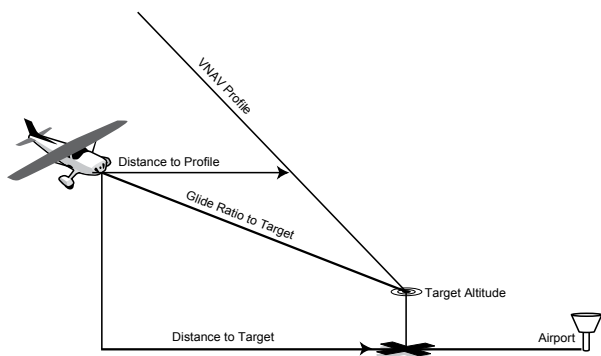 VNAV Profile
Distance to Profile
Glide Ratio to Target
Target Altitude
Distance to Target
Airport